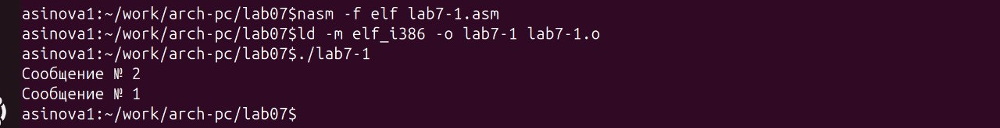 asinova1:~/work/arch-pc/lab07$nasm -f elf lab7-1.asm
asinova1:~/work/arch-pc/lab07$ld -m elf_i386 -o lab7-1 lab7-1.o
asinova1:~/work/arch-pc/lab07$./lab7-1
Сообщение № 2
Сообщение № 1
asinova1:~/work/arch-pc/lab07$